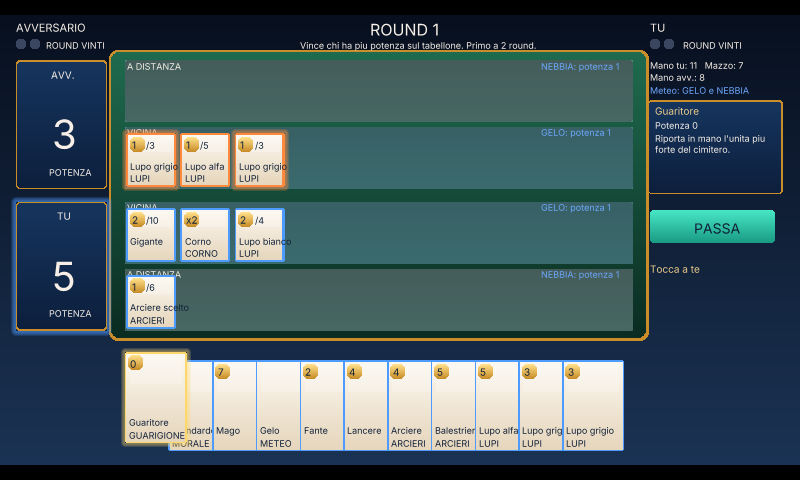 AVVERSARIO
ROUND VINTI
ROUND 1
Vince chi ha piu potenza sul tabellone. Primo a 2 round.
TU
ROUND VINTI
Mano tu: 11 Mazzo: 7
Mano avv.: 8
Meteo: GELO e NEBBIA
AVV.
3
POTENZA
TU
5
POTENZA
A DISTANZA
NEBBIA: potenza 1
VICINA
GELO: potenza 1
1 /3
Lupo grigio
LUPI
1 /5
Lupo alfa
LUPI
1 /3
Lupo grigio
LUPI
VICINA
GELO: potenza 1
2 /10
Gigante
x2
Corno
CORNO
2 /4
Lupo bianco
LUPI
A DISTANZA
NEBBIA: potenza 1
1 /6
Arciere scelto
ARCIERI
Guaritore
Potenza 0
Riporta in mano l'unita piu
forte del cimitero.
PASSA
Tocca a te
0
Guaritore
GUARIGIONE
MORALE
7
Mago
Gelo
METEO
2
Fante
4
Lancere
4
Arciere
ARCIERI
5
Balestrier
ARCIERI
5
Lupo alfa
LUPI
3
Lupo grig
LUPI
3
Lupo grigio
LUPI